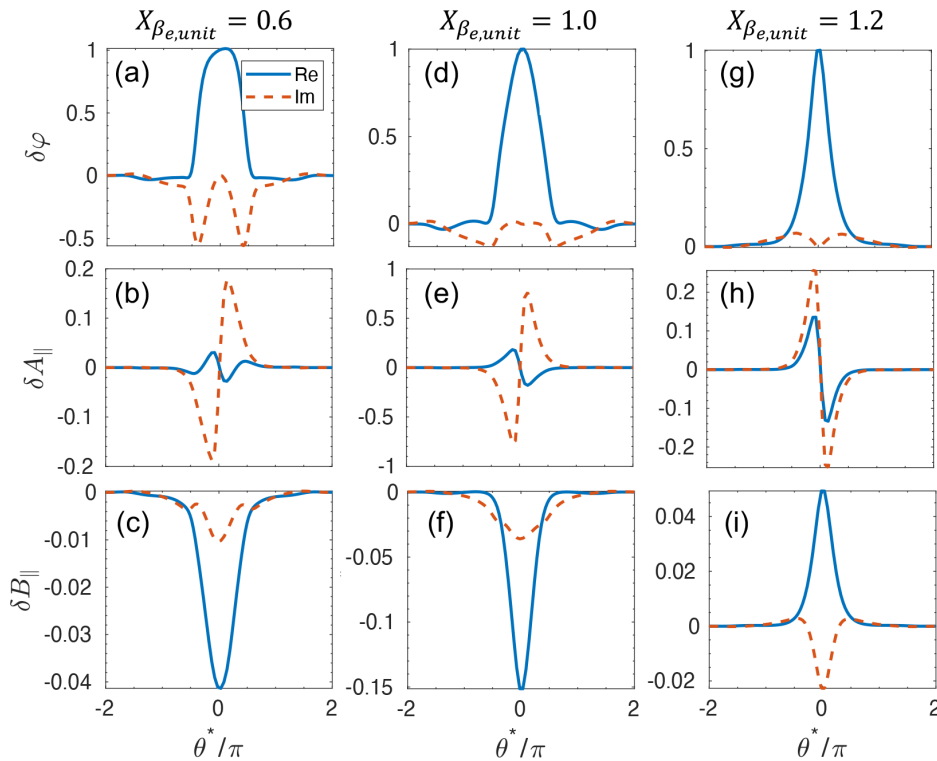 X_{β_{e,unit}} = 0.6
X_{β_{e,unit}} = 1.0
X_{β_{e,unit}} = 1.2
(a)
Re
Im
(d)
(g)
δφ
1
0.5
0
-0.5
1
0.5
0
1
0.5
0
(b)
(e)
(h)
δA_{||}
0.2
0.1
0
-0.1
-0.2
1
0.5
0
-0.5
-1
0.2
0.1
0
-0.1
-0.2
(c)
(f)
(i)
δB_{||}
0
-0.01
-0.02
-0.03
-0.04
0
-0.05
-0.1
-0.15
0.04
0.02
0
-0.02
-2 0 2
-2 0 2
-2 0 2
θ^*/π
θ^*/π
θ^*/π